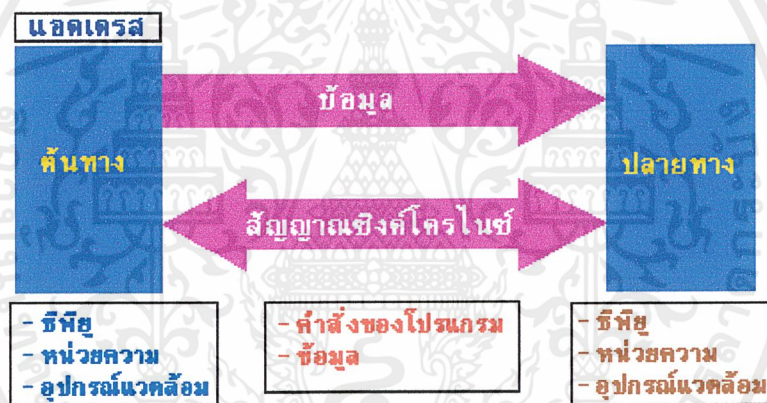 แอดเดรส
ข้อมูล
ต้นทาง
ปลายทาง
สัญญาณซิงค์โครไนซ์
- ซีพียู
- หน่วยความ
- อุปกรณ์แวดล้อม
- คำสั่งของโปรแกรม
- ข้อมูล
- ซีพียู
- หน่วยความ
- อุปกรณ์แวดล้อม